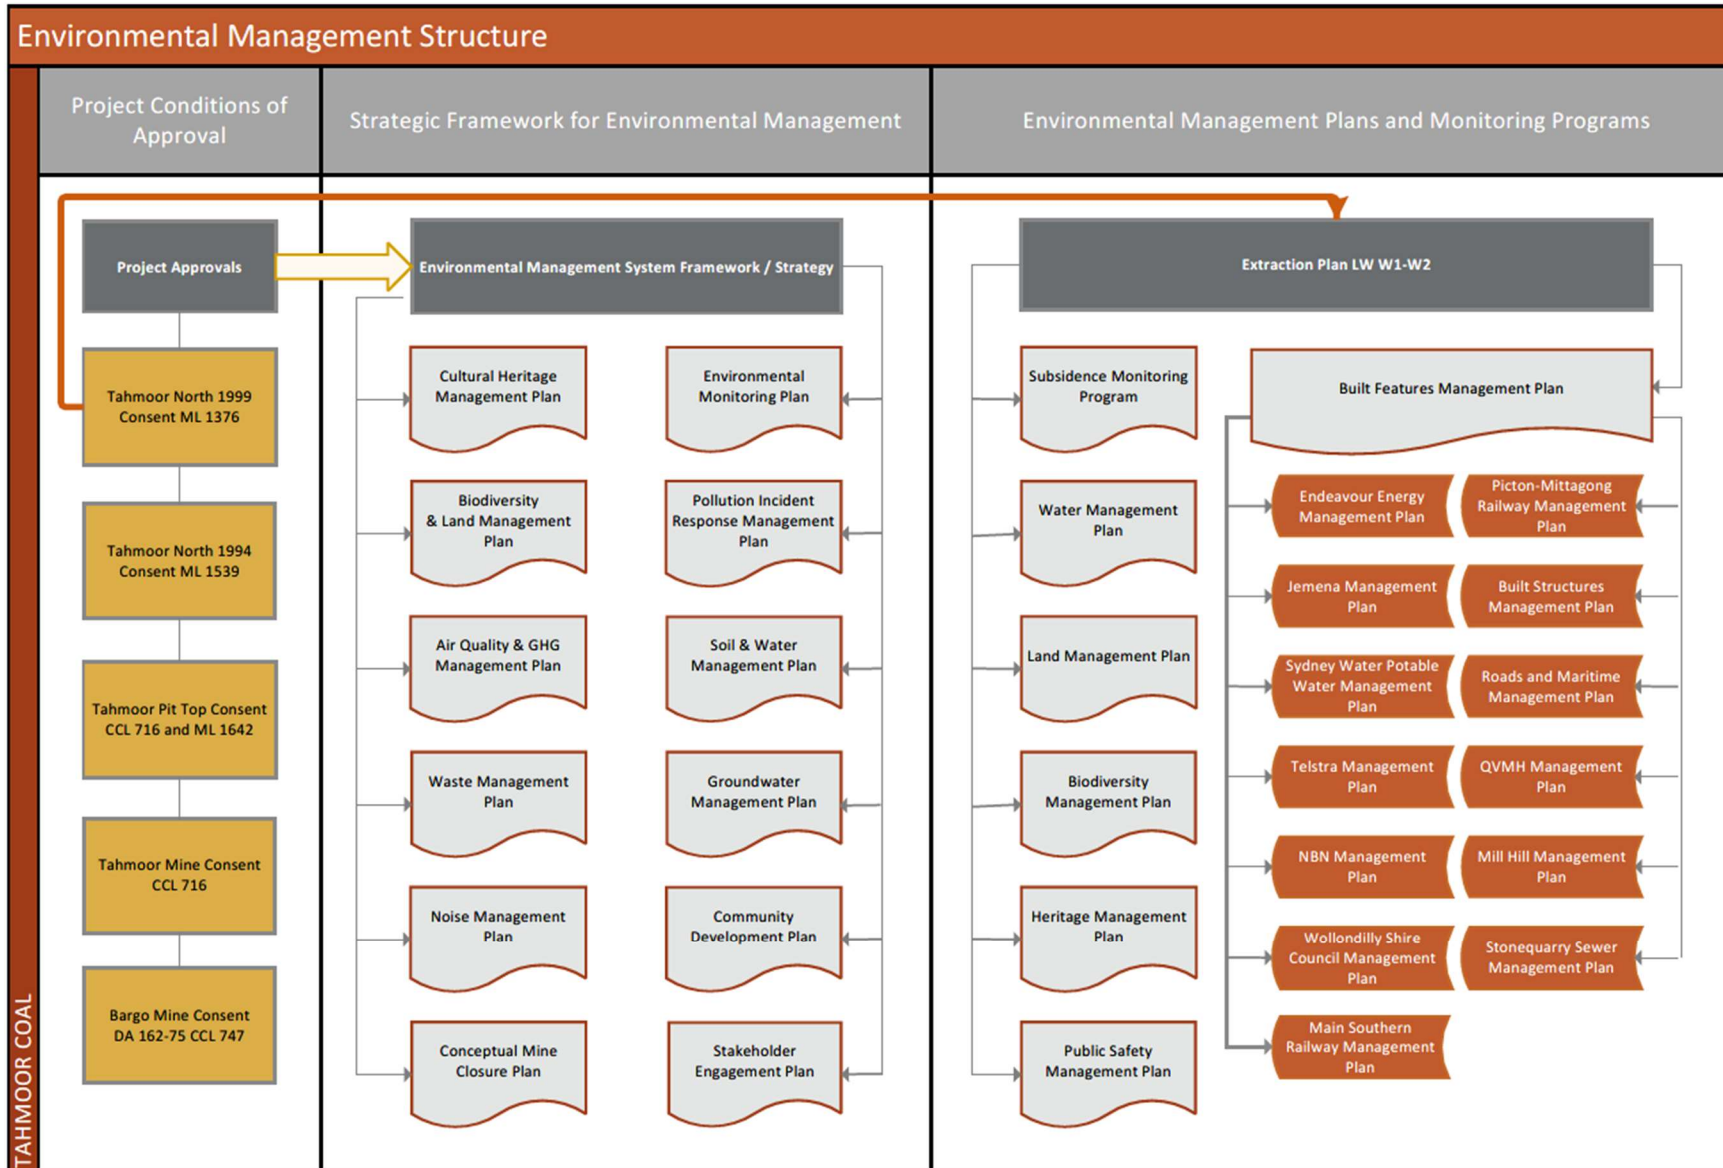 Environmental Management Structure
TAHMOOR COAL
Project Conditions of
Approval
Strategic Framework for Environmental Management
Environmental Management Plans and Monitoring Programs
Project Approvals
Tahmoor North 1999
Consent ML 1376
Tahmoor North 1994
Consent ML 1539
Tahmoor Pit Top Consent
CCL 716 and ML 1642
Tahmoor Mine Consent
CCL 716
Bargo Mine Consent
DA 162-75 CCL 747
Environmental Management System Framework / Strategy
Cultural Heritage
Management Plan
Biodiversity
& Land Management
Plan
Air Quality & GHG
Management Plan
Waste Management
Plan
Noise Management
Plan
Conceptual Mine
Closure Plan
Environmental
Monitoring Plan
Pollution Incident
Response Management
Plan
Soil & Water
Management Plan
Groundwater
Management Plan
Community
Development Plan
Stakeholder
Engagement Plan
Extraction Plan LW W1-W2
Subsidence Monitoring
Program
Water Management
Plan
Land Management Plan
Biodiversity
Management Plan
Heritage Management
Plan
Public Safety
Management Plan
Built Features Management Plan
Endeavour Energy
Management Plan
Jemena Management
Plan
Sydney Water Potable
Water Management
Plan
Telstra Management
Plan
NBN Management
Plan
Wollondilly Shire
Council Management
Plan
Main Southern
Railway Management
Plan
Picton-Mittagong
Railway Management
Plan
Built Structures
Management Plan
Roads and Maritime
Management Plan
QVMH Management
Plan
Mill Hill Management
Plan
Stonequarry Sewer
Management Plan